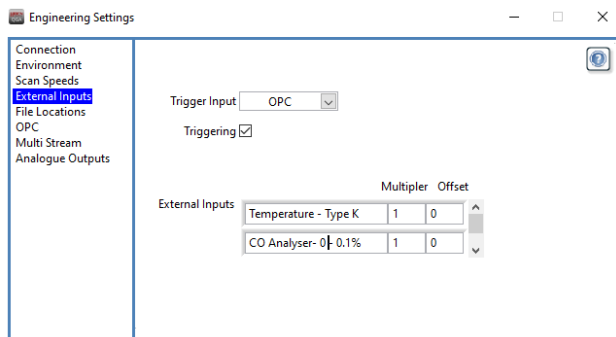 Engineering Settings
Connection
Environment
Scan Speeds
External Inputs
File Locations
OPC
Multi Stream
Analogue Outputs
Trigger Input OPC
Triggering
Multipler Offset
External Inputs
Temperature - Type K 1 0
CO Analyser- 0- 0.1% 1 0